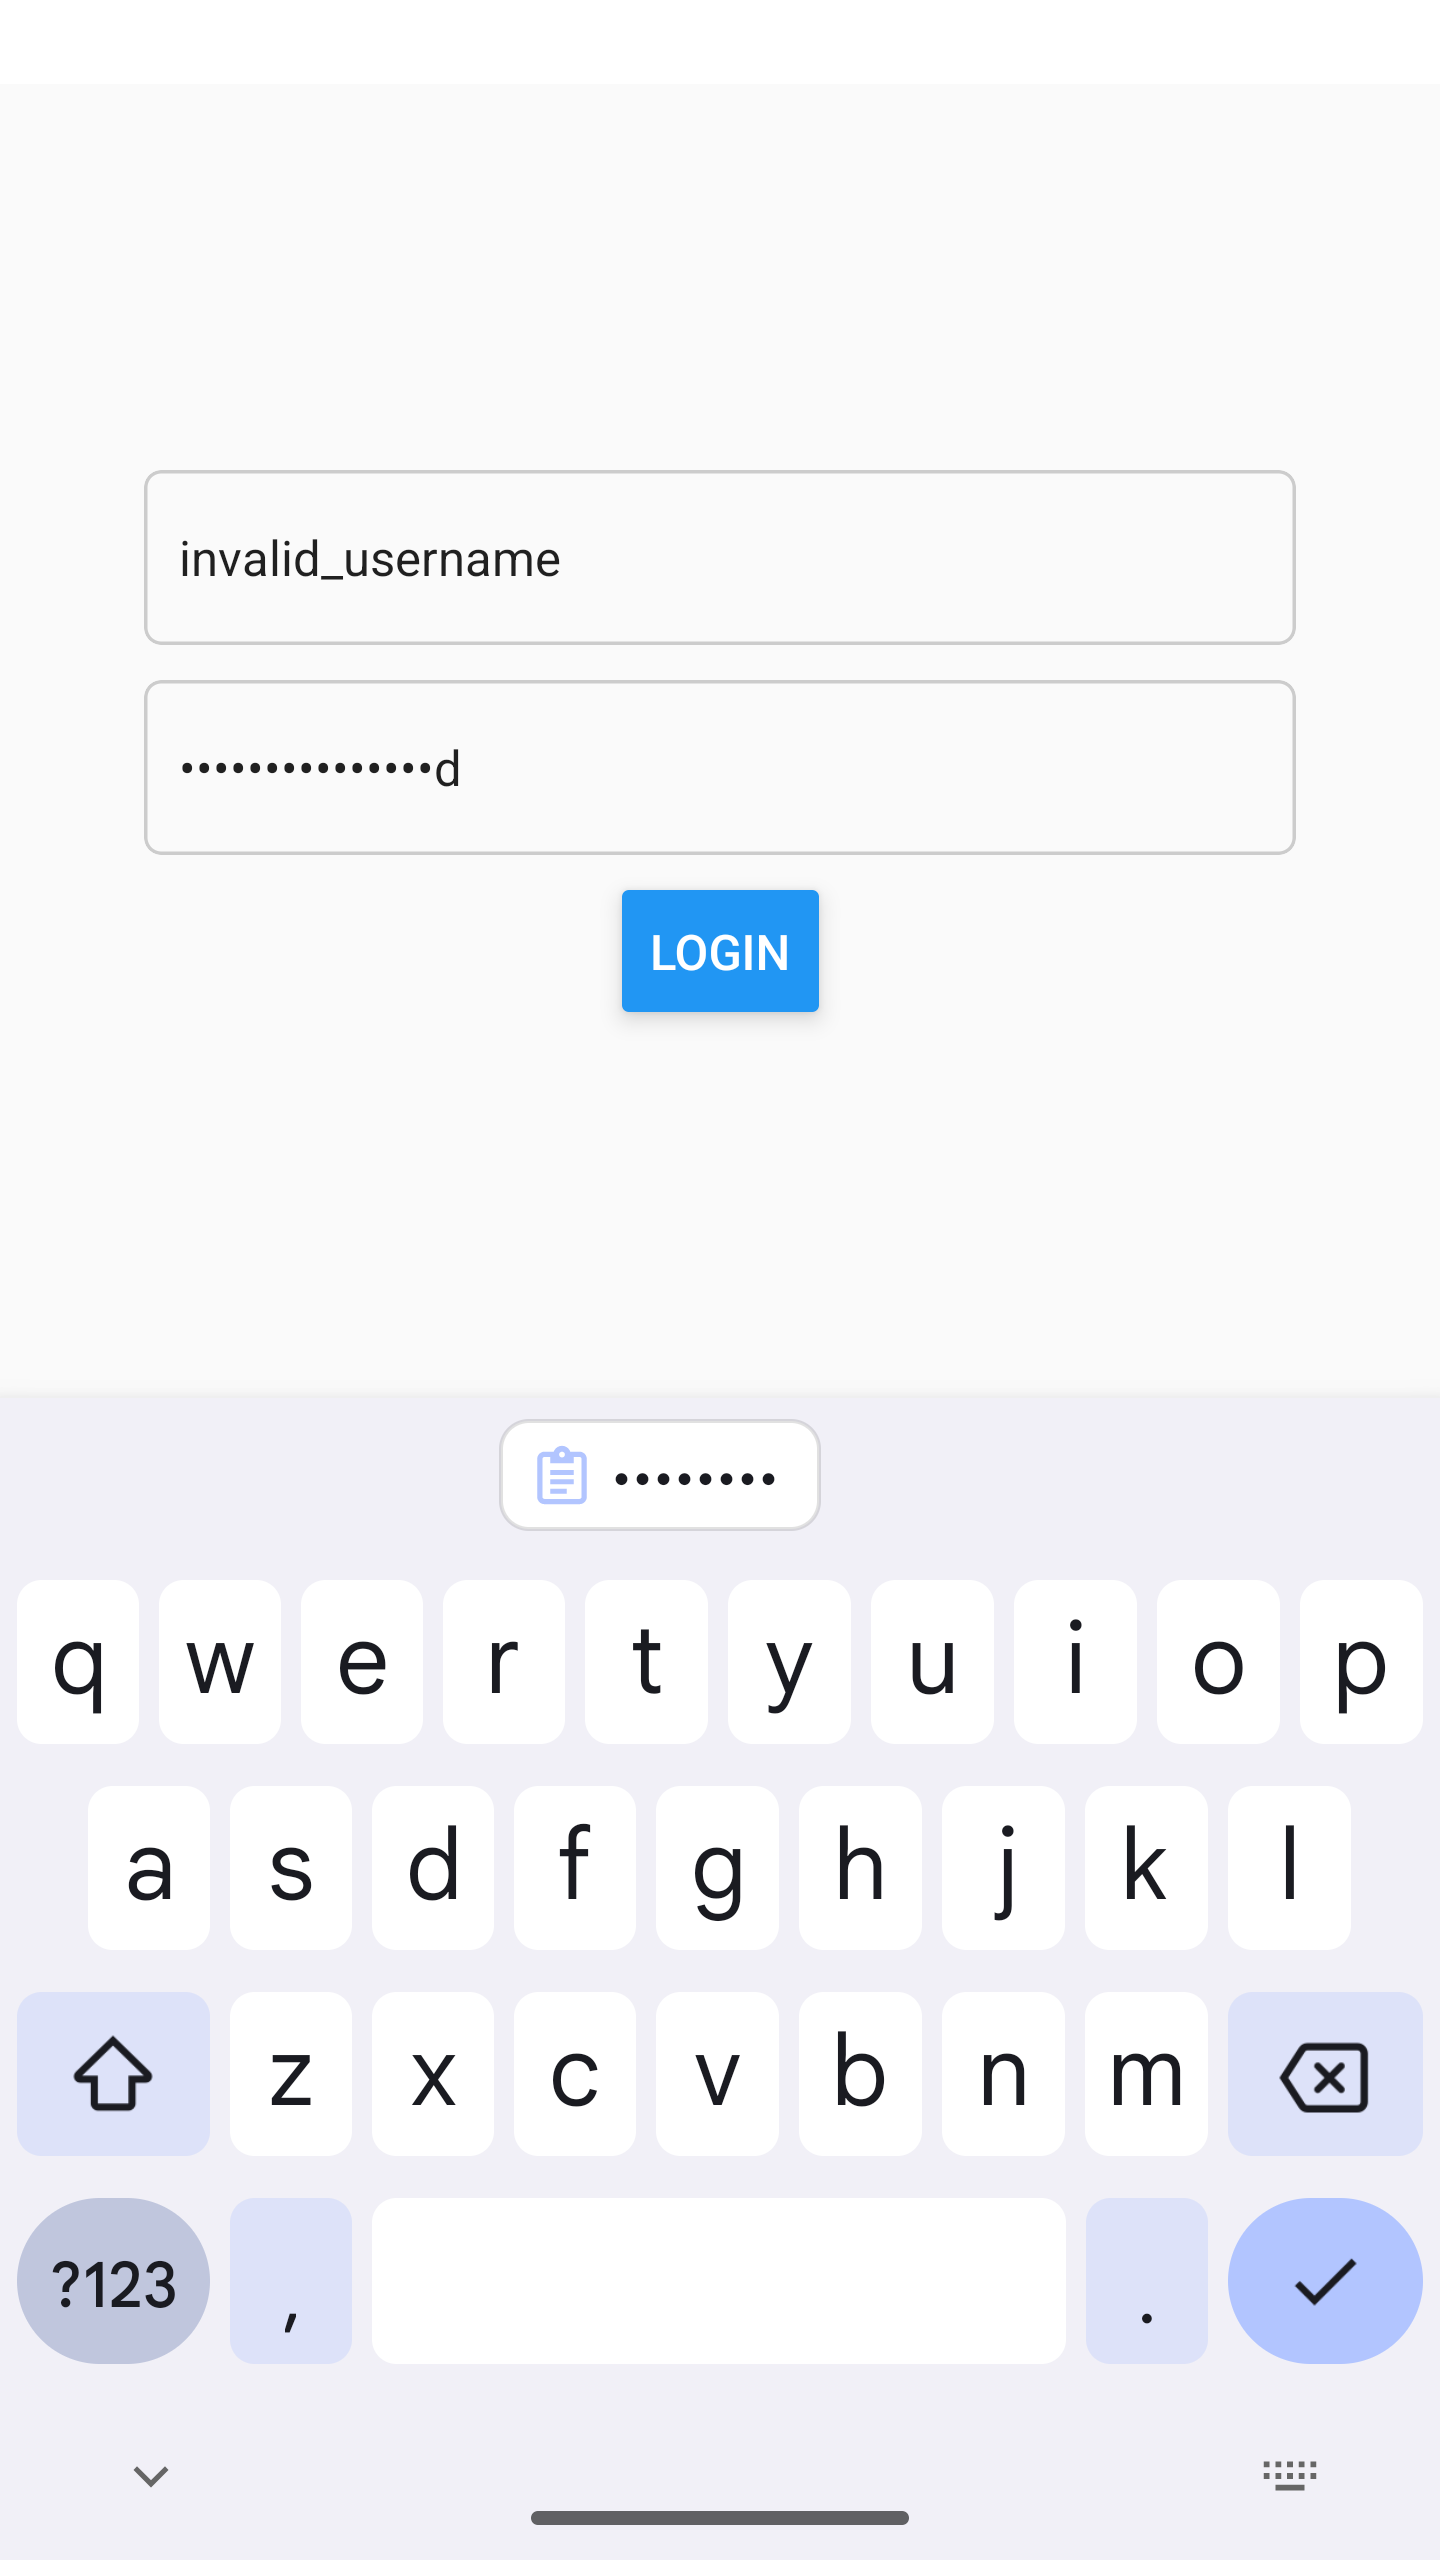 invalid_username
•••••••••••••••d
LOGIN
••••••••
q w e r t y u i o p
a s d f g h j k l
z x c v b n m
?123 , .